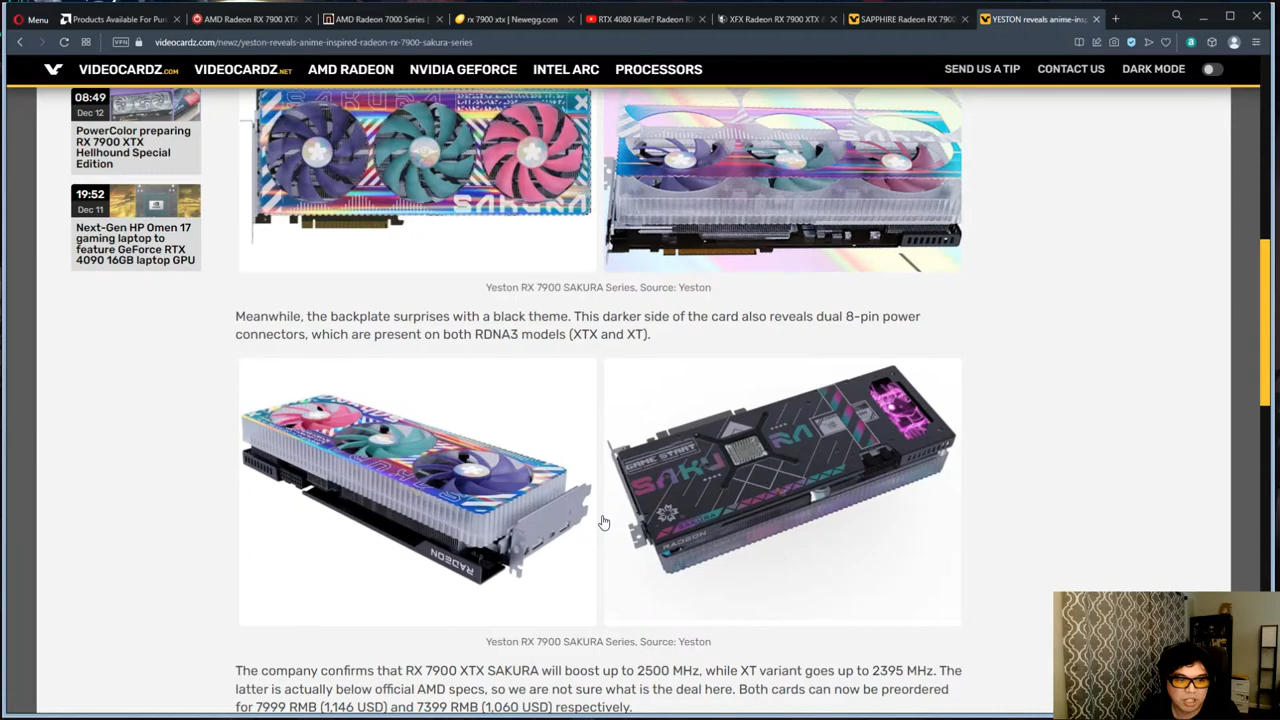 Menu
Products Available For Pur
AMD Radeon RX 7900 XT
AMD Radeon 7000 Series |
rx 7900 xtx | Newegg.com
RTX 4080 Killer? Radeon R
XFX Radeon RX 7900 XTX
SAPPHIRE Radeon RX 790
YESTON reveals anime-ins
VPN
videocardz.com/newz/yeston-reveals-anime-inspired-radeon-rx-7900-sakura-series
VIDEOCARDZ.COM
VIDEOCARDZ.NET
AMD RADEON
NVIDIA GEFORCE
INTEL ARC
PROCESSORS
SEND US A TIP
CONTACT US
DARK MODE
08:49
Dec 12
PowerColor preparing
RX 7900 XTX
Hellhound Special
Edition
19:52
Dec 11
Next-Gen HP Omen 17
gaming laptop to
feature GeForce RTX
4090 16GB laptop GPU
SAKURA
SAKURA
Yeston RX 7900 SAKURA Series, Source: Yeston
Meanwhile, the backplate surprises with a black theme. This darker side of the card also reveals dual 8-pin power
connectors, which are present on both RDNA3 models (XTX and XT).
RADEON
GAME START
SAKU
RA
SAKURA
RADEON
Yeston RX 7900 SAKURA Series, Source: Yeston
The company confirms that RX 7900 XTX SAKURA will boost up to 2500 MHz, while XT variant goes up to 2395 MHz. The
latter is actually below official AMD specs, so we are not sure what is the deal here. Both cards can now be preordered
for 7999 RMB (1,146 USD) and 7399 RMB (1,060 USD) respectively.